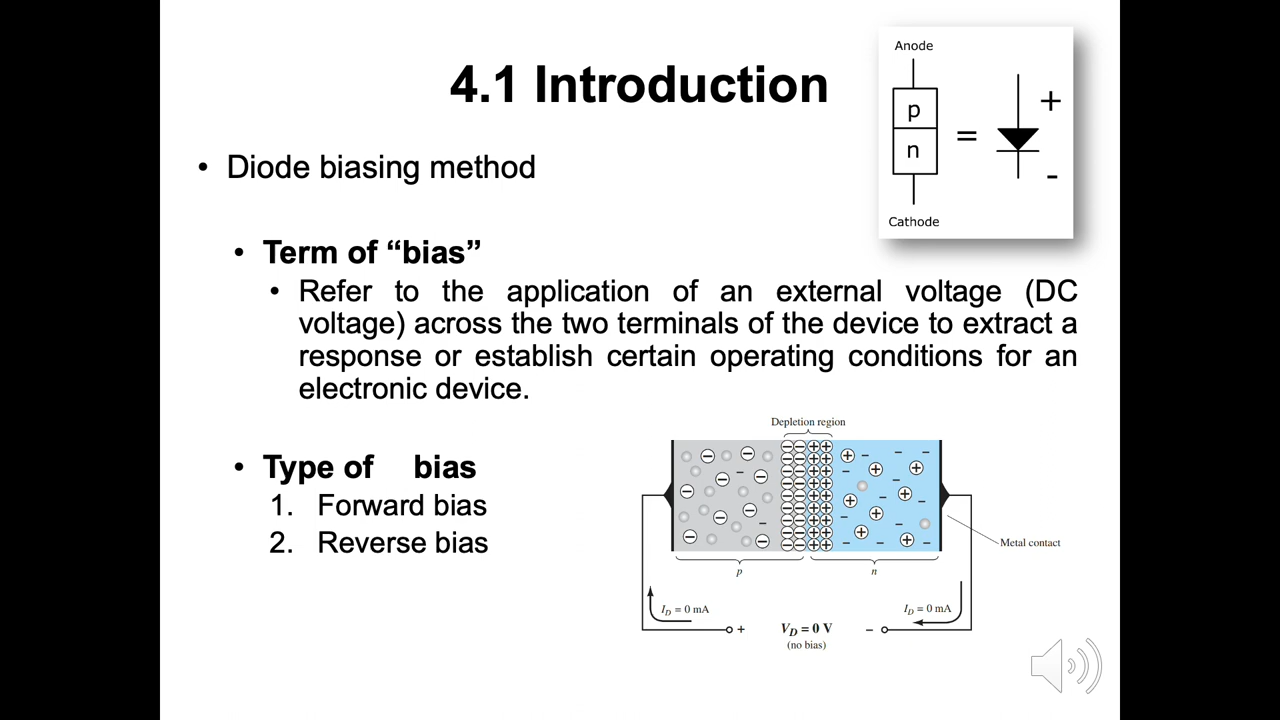 4.1 Introduction
Anode
p
n
=
+
-
Cathode
• Diode biasing method
• Term of “bias”
• Refer to the application of an external voltage (DC
voltage) across the two terminals of the device to extract a
response or establish certain operating conditions for an
electronic device.
• Type of bias
1. Forward bias
2. Reverse bias
Depletion region
Metal contact
p
n
I_D = 0 mA
I_D = 0 mA
+ V_D = 0 V −
(no bias)